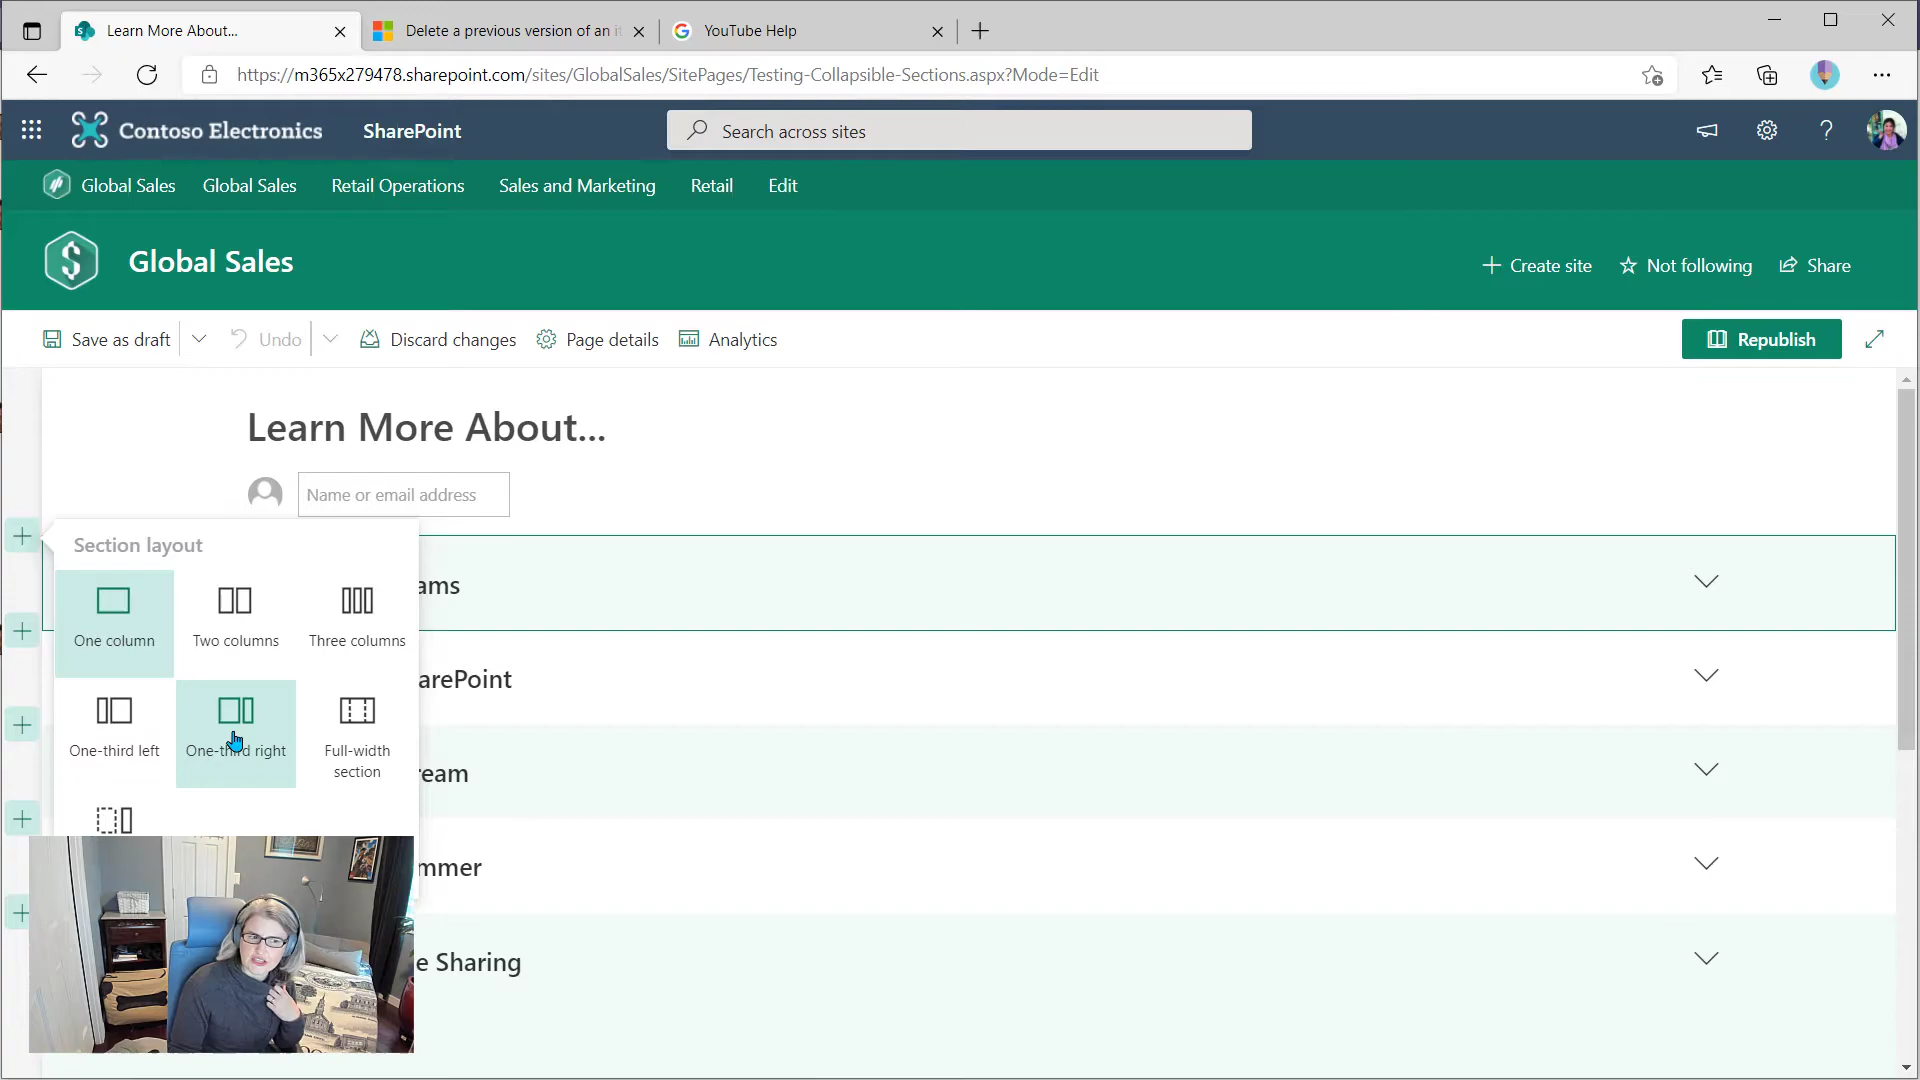 Learn More About...
Delete a previous version of an it
YouTube Help
https://m365x279478.sharepoint.com/sites/GlobalSales/SitePages/Testing-Collapsible-Sections.aspx?Mode=Edit
Contoso Electronics
SharePoint
Search across sites
Global Sales
Global Sales
Retail Operations
Sales and Marketing
Retail
Edit
Global Sales
Create site
Not following
Share
Save as draft
Undo
Discard changes
Page details
Analytics
Republish
Learn More About...
Name or email address
Section layout
One column
Two columns
Three columns
One-third left
One-third right
Full-width
section
ams
arePoint
ream
mmer
e Sharing